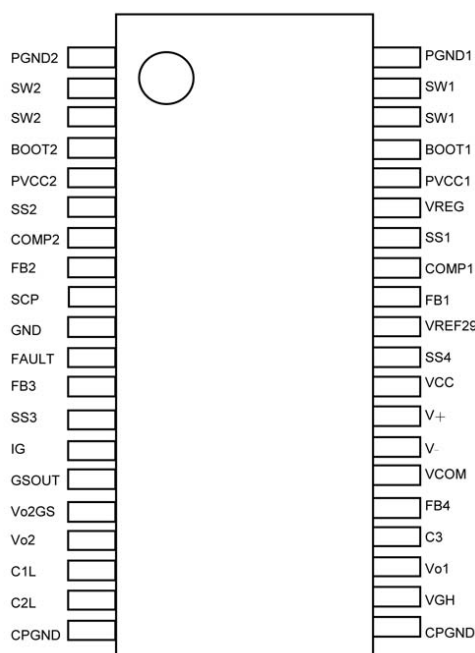 PGND2 PGND1
SW2 SW1
SW2 SW1
BOOT2 BOOT1
PVCC2 PVCC1
SS2 VREG
COMP2 SS1
FB2 COMP1
SCP FB1
GND VREF29
FAULT SS4
FB3 VCC
SS3 V+
IG V-
GSOUT VCOM
Vo2GS FB4
Vo2 C3
C1L Vo1
C2L VGH
CPGND CPGND